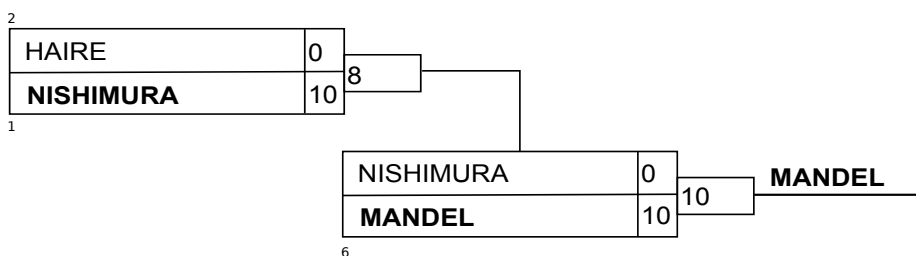 2
HAIRE 0
8
NISHIMURA 10
1
NISHIMURA 0
10 MANDEL
MANDEL 10
6